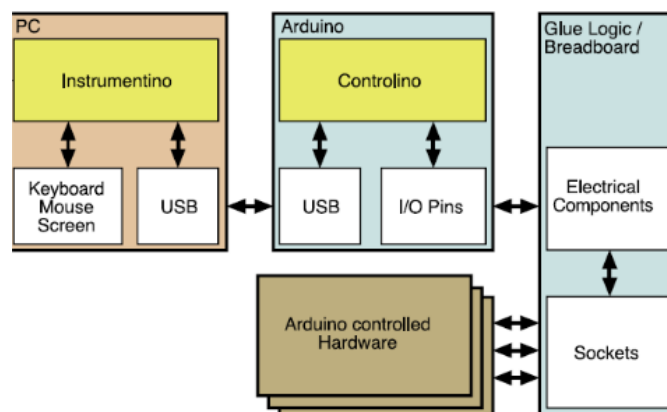 PC
Instrumentino
Keyboard
Mouse
Screen
USB
Arduino
Controlino
USB
I/O Pins
Glue Logic /
Breadboard
Electrical
Components
Sockets
Arduino controlled
Hardware